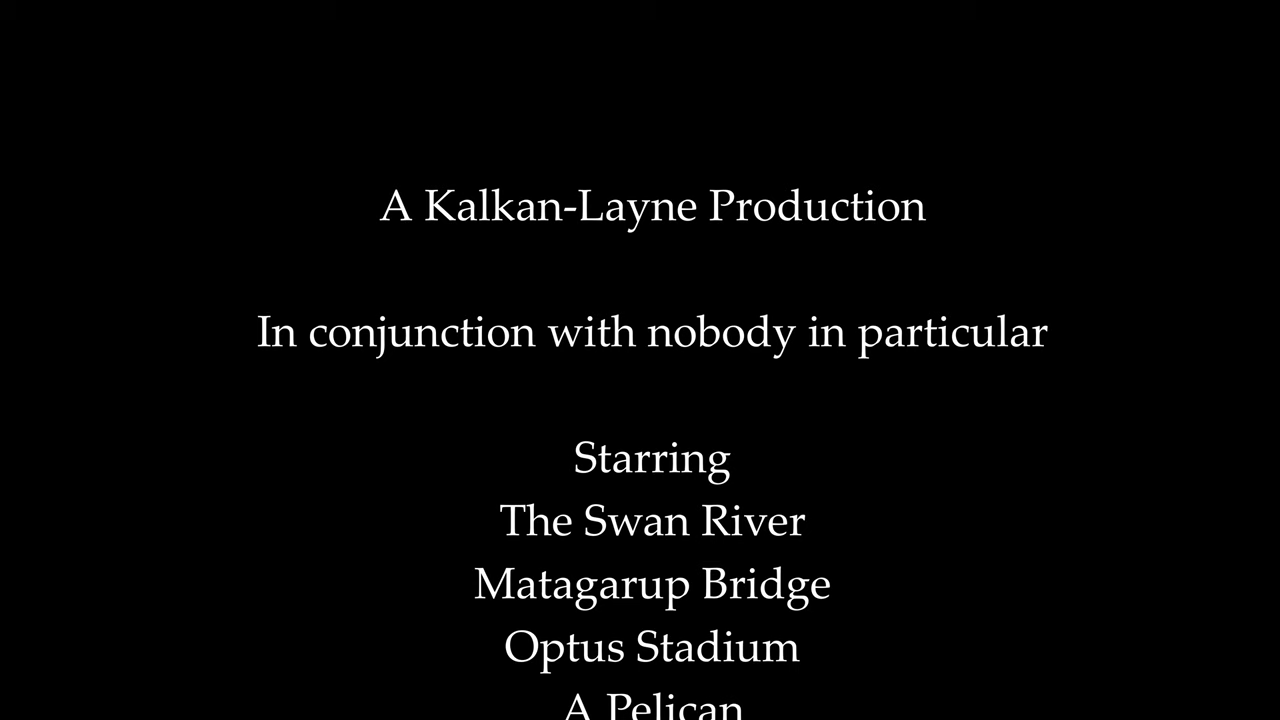 A Kalkan-Layne Production
In conjunction with nobody in particular
Starring
The Swan River
Matagarup Bridge
Optus Stadium
A Pelican